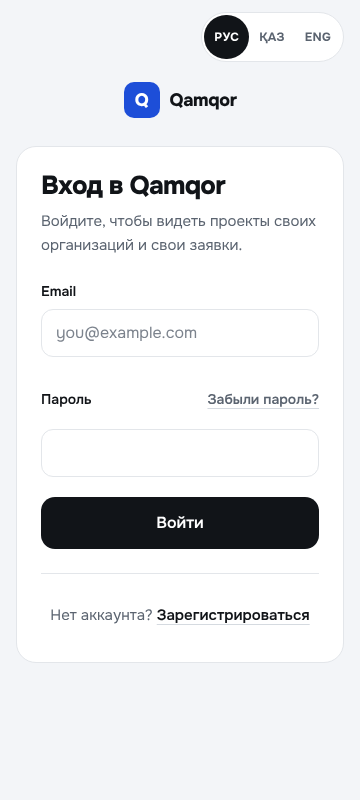 РУС ҚАЗ ENG
Q Qamqor
Вход в Qamqor
Войдите, чтобы видеть проекты своих
организаций и свои заявки.
Email
you@example.com
Пароль Забыли пароль?
Войти
Нет аккаунта? Зарегистрироваться